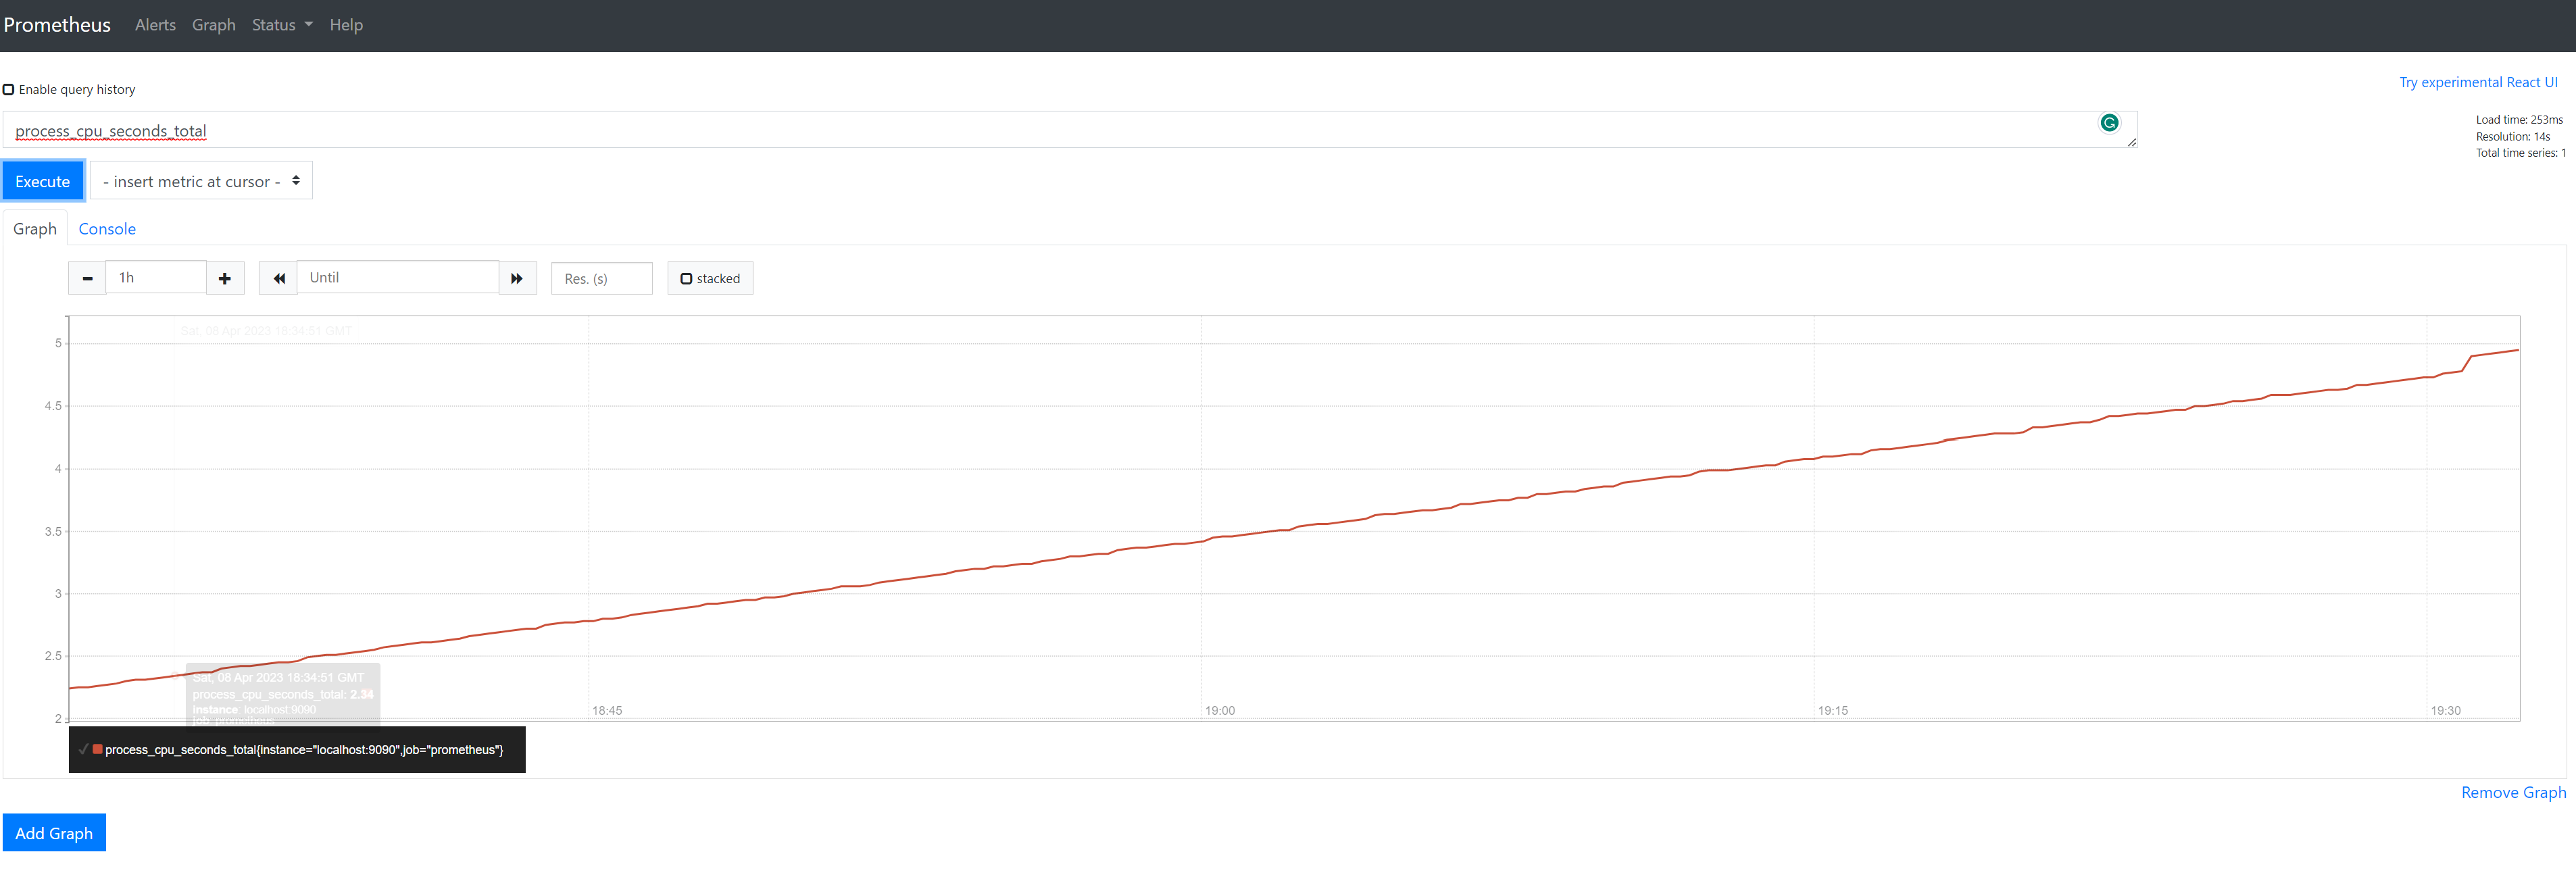 Prometheus Alerts Graph Status Help
Try experimental React UI
Enable query history
process_cpu_seconds_total
Load time: 253ms
Resolution: 14s
Total time series: 1
Execute - insert metric at cursor -
Graph Console
1h Until Res. (s) stacked
Sat, 08 Apr 2023 18:34:51 GMT
5
4.5
4
3.5
3
2.5
2
Sat, 08 Apr 2023 18:34:51 GMT
process_cpu_seconds_total: 2.34
instance: localhost:9090
job: prometheus
18:45 19:00 19:15 19:30
process_cpu_seconds_total{instance="localhost:9090",job="prometheus"}
Remove Graph
Add Graph